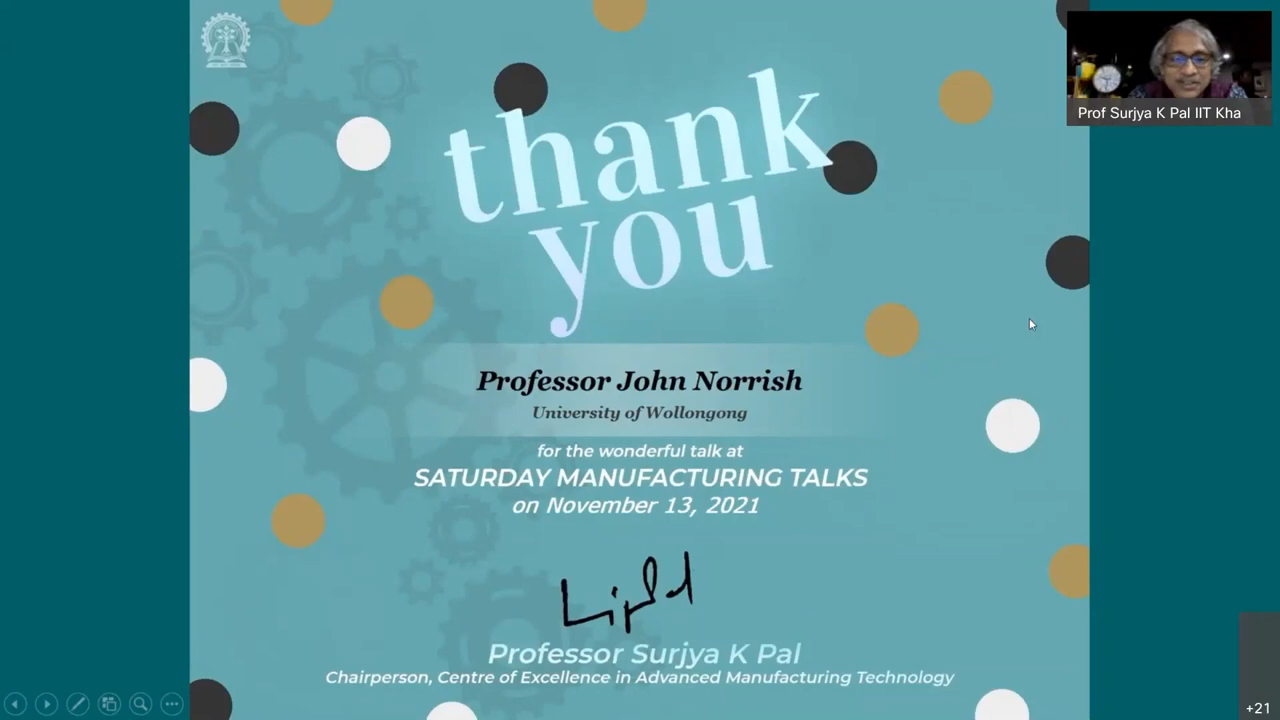 thank
you
Professor John Norrish
University of Wollongong
for the wonderful talk at
SATURDAY MANUFACTURING TALKS
on November 13, 2021
Professor Surjya K Pal
Chairperson, Centre of Excellence in Advanced Manufacturing Technology
Prof Surjya K Pal IIT Kha
+21